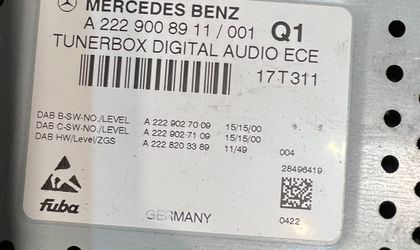 MERCEDES BENZ
A 222 900 89 11 / 001 Q1
TUNERBOX DIGITAL AUDIO ECE
17T311
DAB B-SW-NO./LEVEL A 222 902 70 09 15/15/00
DAB C-SW-NO./LEVEL A 222 902 71 09 15/15/00
DAB HW/Level/ZGS A 222 820 33 89 11/49 004
28496419
fuba GERMANY 0422